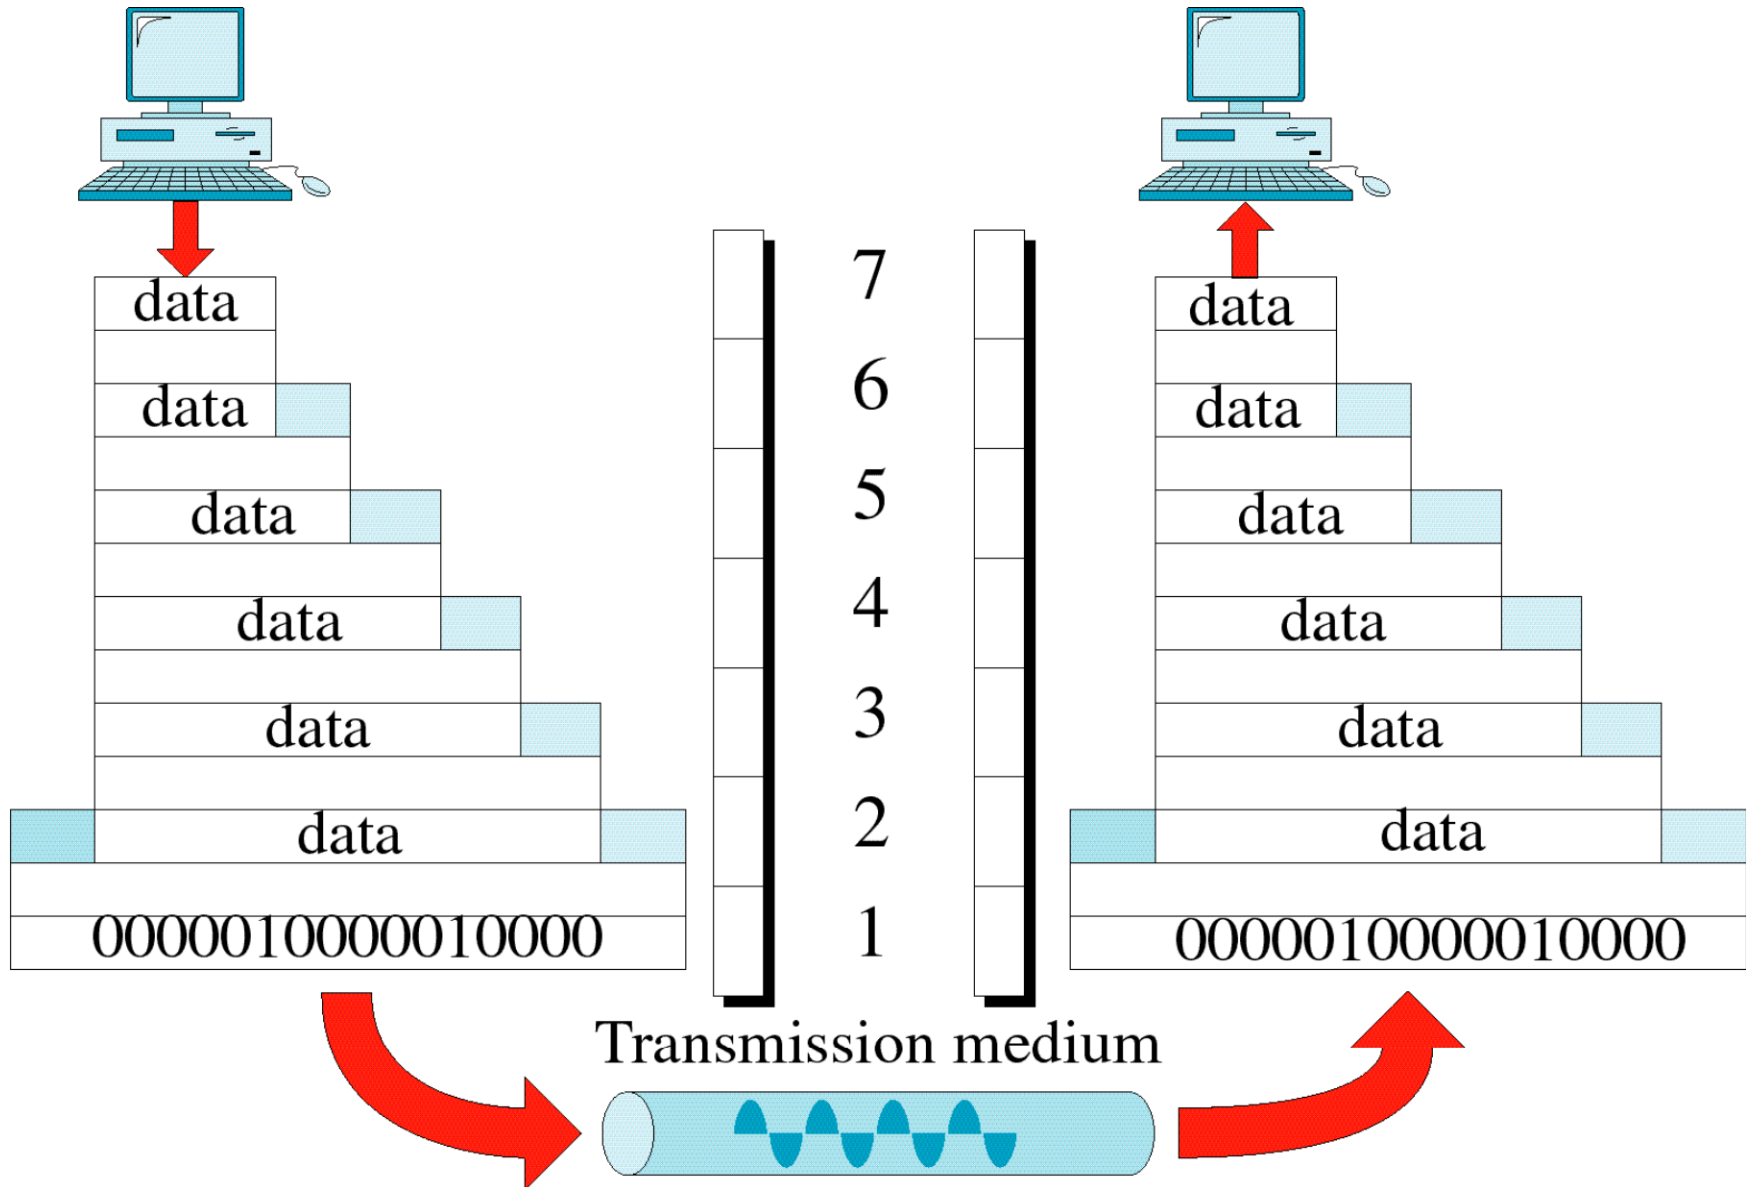 data
data
data
data
data
data
0000010000010000
7
6
5
4
3
2
1
data
data
data
data
data
data
0000010000010000
Transmission medium